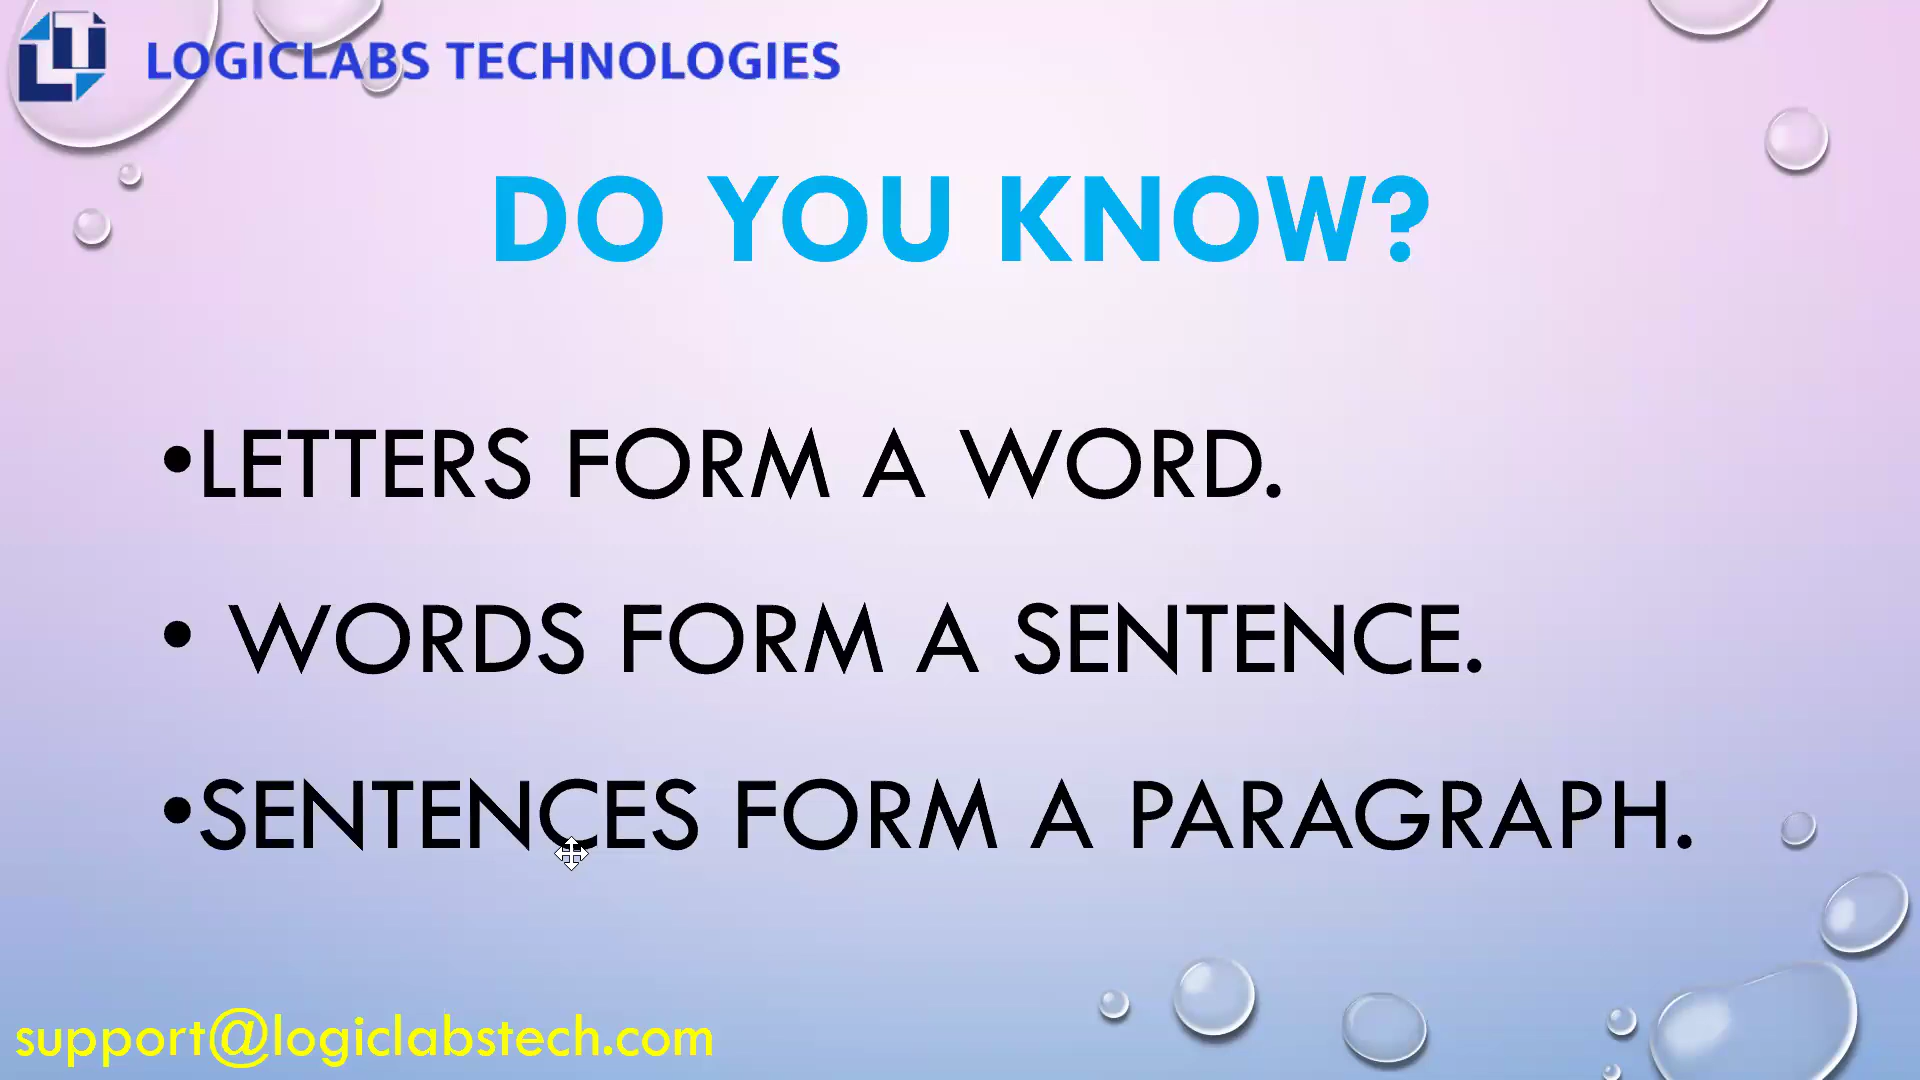 LOGICLABS TECHNOLOGIES
DO YOU KNOW?
•LETTERS FORM A WORD.
• WORDS FORM A SENTENCE.
•SENTENCES FORM A PARAGRAPH.
support@logiclabstech.com